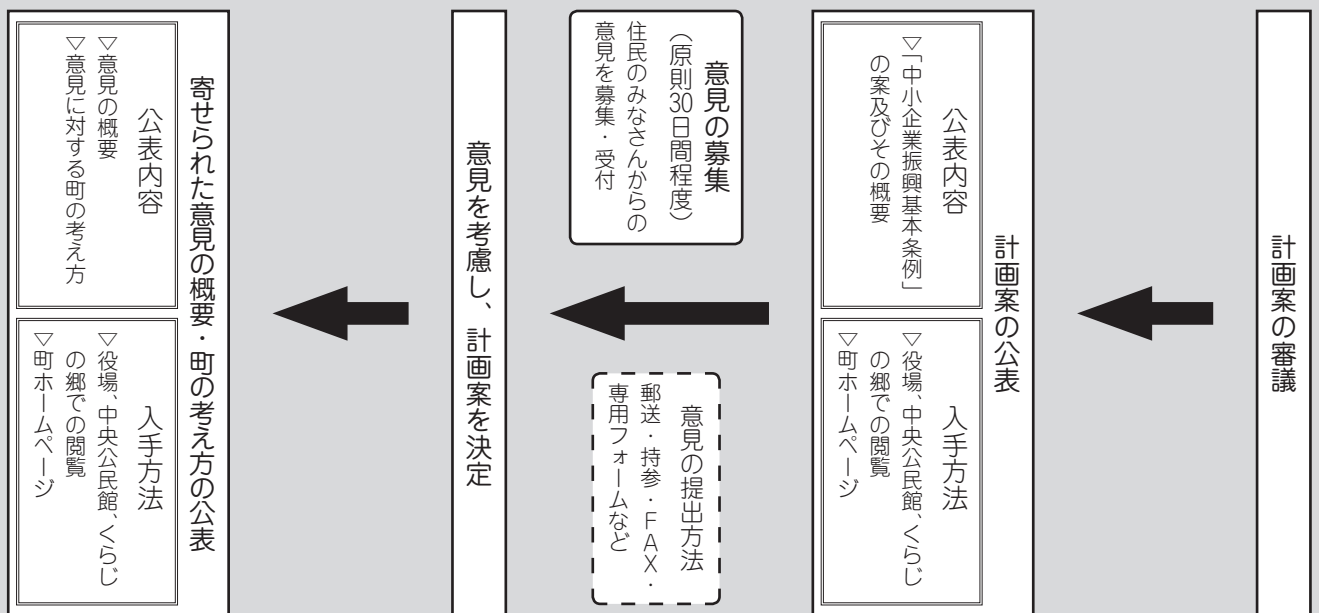 計画案の審議
計画案の公表
公表内容
▽「中小企業振興基本条例」
の案及びその概要
入手方法
▽役場、中央公民館、くらじ
の郷での閲覧
▽町ホームページ
意見の募集
（原則30日間程度）
住民のみなさんからの
意見を募集・受付
意見の提出方法
郵送・持参・FAX・
専用フォームなど
意見を考慮し、計画案を決定
寄せられた意見の概要・町の考え方の公表
公表内容
▽意見の概要
▽意見に対する町の考え方
入手方法
▽役場、中央公民館、くらじ
の郷での閲覧
▽町ホームページ